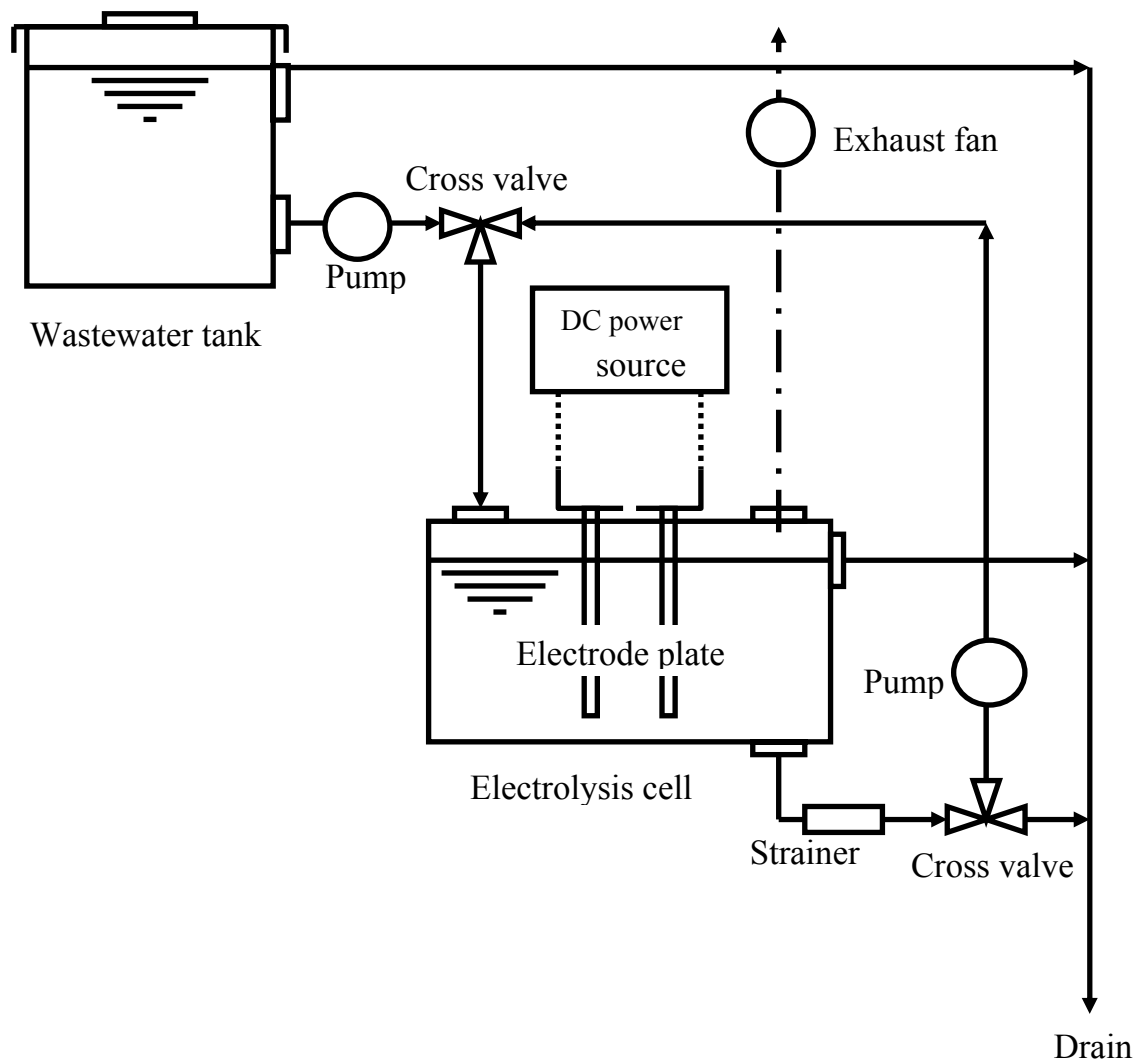 Exhaust fan
Cross valve
Pump
Wastewater tank
DC power
source
Electrode plate
Pump
Electrolysis cell
Strainer
Cross valve
Drain